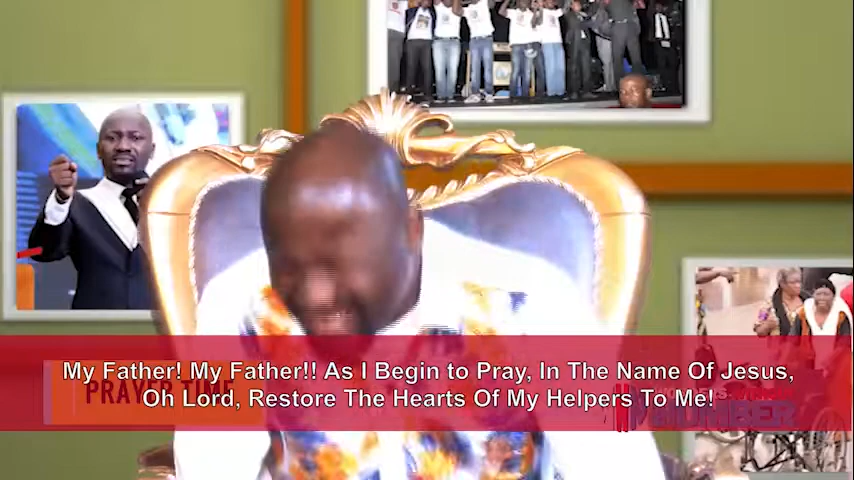 My Father! My Father!! As I Begin to Pray, In The Name Of Jesus,
Oh Lord, Restore The Hearts Of My Helpers To Me!
PRAYER TIME